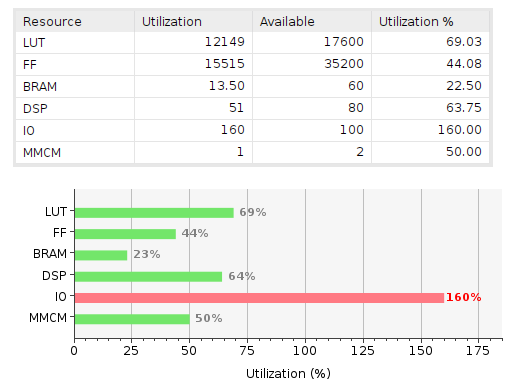 Resource Utilization Available Utilization %
LUT 12149 17600 69.03
FF 15515 35200 44.08
BRAM 13.50 60 22.50
DSP 51 80 63.75
IO 160 100 160.00
MMCM 1 2 50.00
LUT 69%
FF 44%
BRAM 23%
DSP 64%
IO 160%
MMCM 50%
0 25 50 75 100 125 150 175
Utilization (%)